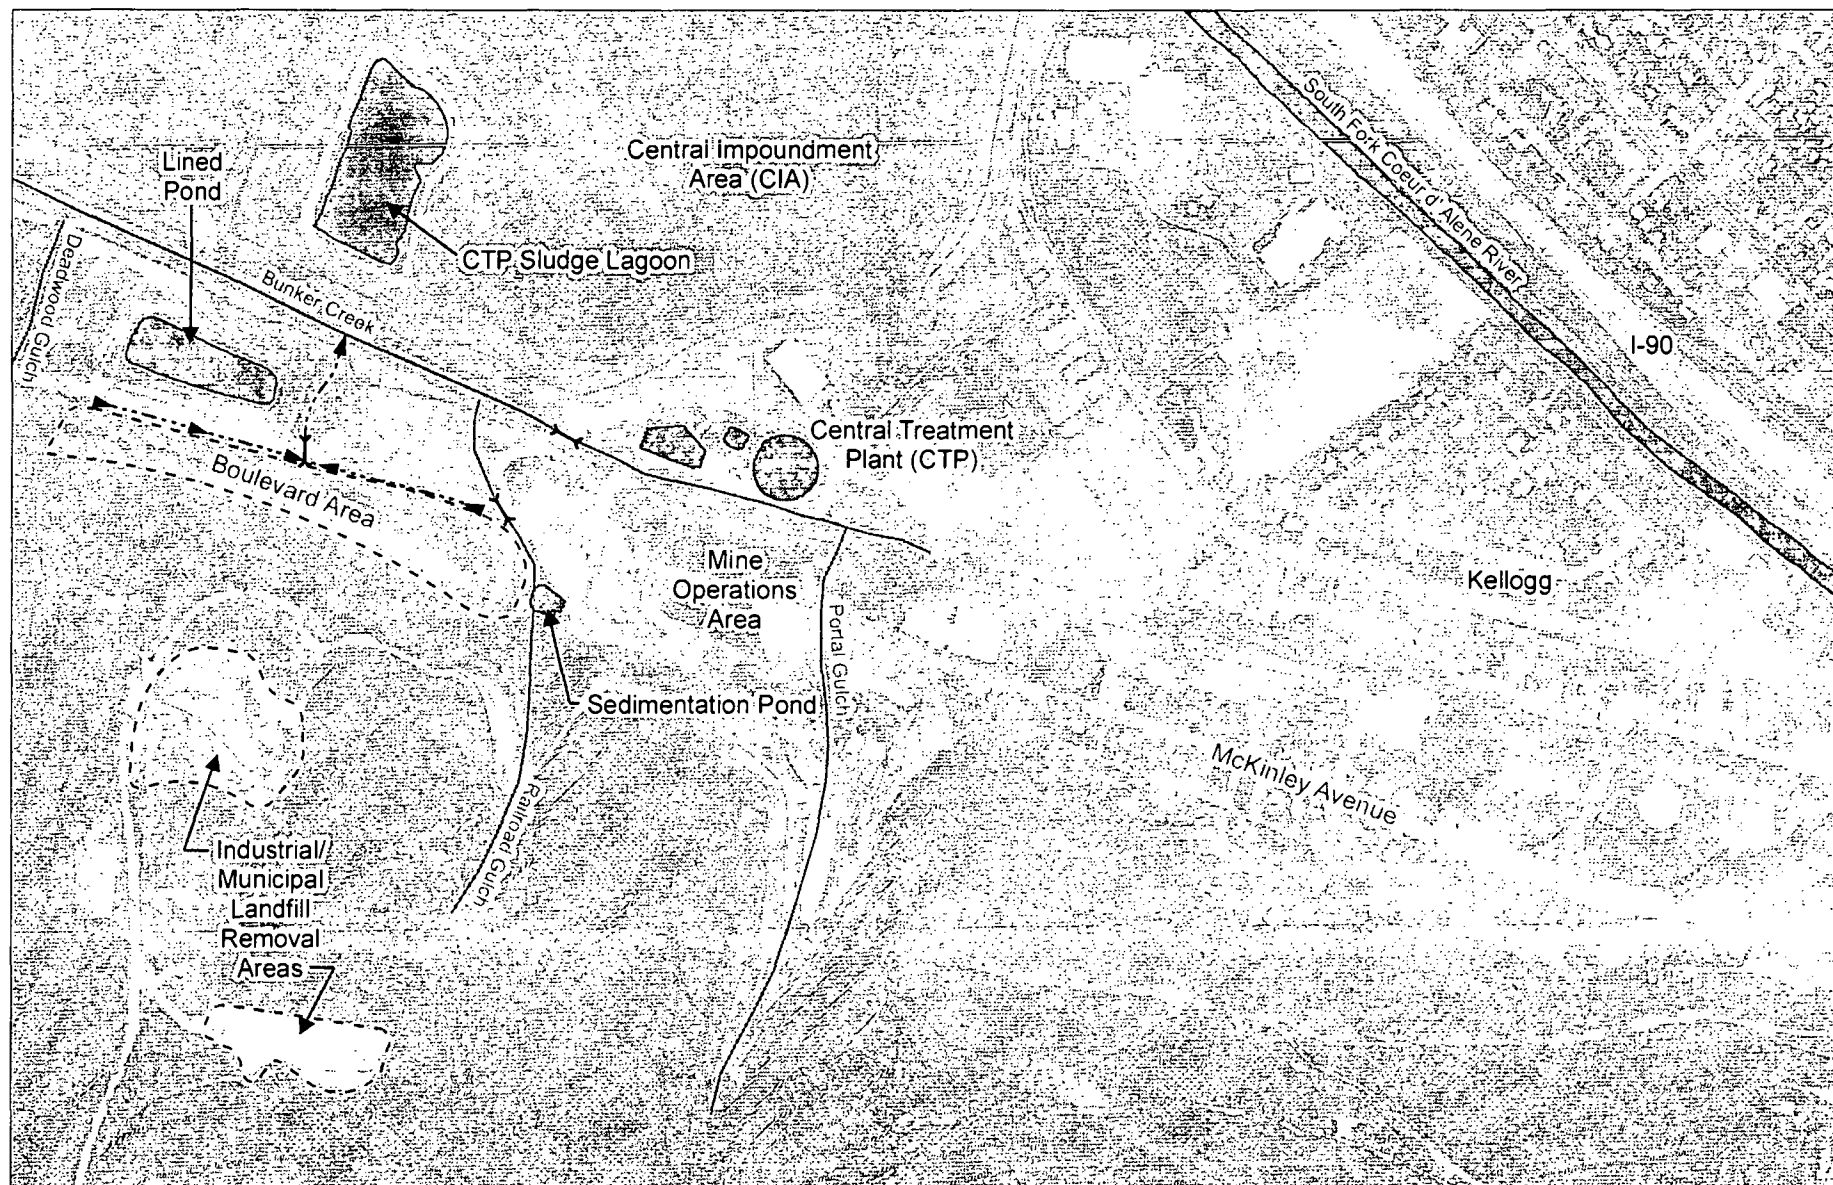 South Fork Coeur d' Alene River
Central Impoundment
Area (CIA)
Lined
Pond
CTP Sludge Lagoon
Deadwood Gulch
Bunker Creek
I-90
Central Treatment
Plant (CTP)
Boulevard Area
Mine
Operations
Area
Kellogg
Portal Gulch
Sedimentation Pond
McKinley Avenue
Railroad Gulch
Industrial/
Municipal
Landfill
Removal
Areas